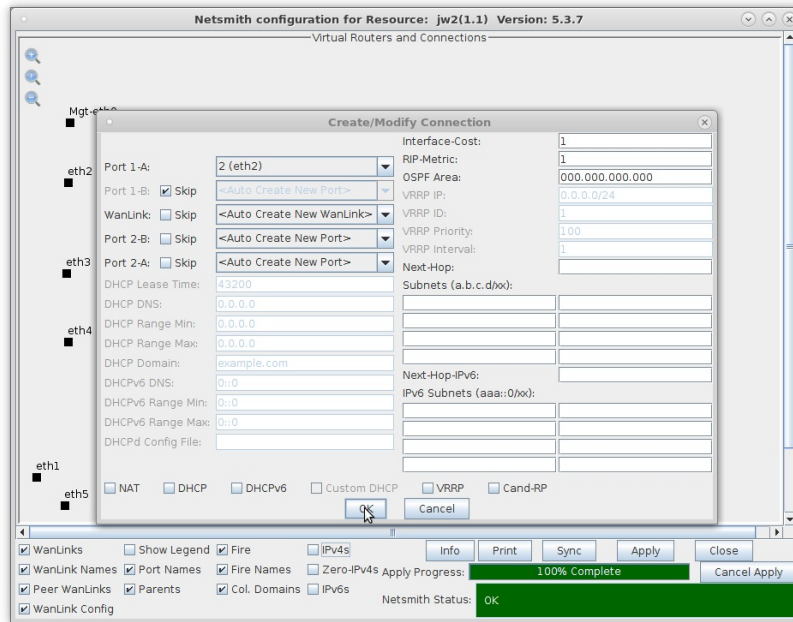 Netsmith configuration for Resource: jw2(1.1) Version: 5.3.7
Virtual Routers and Connections
eth2
eth3
eth4
eth1
eth5
Create/Modify Connection
Port 1-A: 2 (eth2)
Port 1-B: Skip <Auto Create New Port>
WanLink: Skip <Auto Create New WanLink>
Port 2-B: Skip <Auto Create New Port>
Port 2-A: Skip <Auto Create New Port>
DHCP Lease Time: 43200
DHCP DNS: 0.0.0.0
DHCP Range Min: 0.0.0.0
DHCP Range Max: 0.0.0.0
DHCP Domain: example.com
DHCPv6 DNS: 0::0
DHCPv6 Range Min: 0::0
DHCPv6 Range Max: 0::0
DHCPd Config File:
Interface-Cost: 1
RIP-Metric: 1
OSPF Area: 000.000.000.000
VRRP IP: 0.0.0.0/24
VRRP ID: 1
VRRP Priority: 100
VRRP Interval: 1
Next-Hop:
Subnets (a.b.c.d/xx):
Next-Hop-IPv6:
IPv6 Subnets (aaa::0/xx):
NAT DHCP DHCPv6 Custom DHCP VRRP Cand-RP
OK Cancel
WanLinks Show Legend Fire IPv4s Info Print Sync Apply Close
WanLink Names Port Names Fire Names Zero-IPv4s Apply Progress: 100% Complete Cancel Apply
Peer WanLinks Parents Col. Domains IPv6s Netsmith Status: OK
WanLink Config